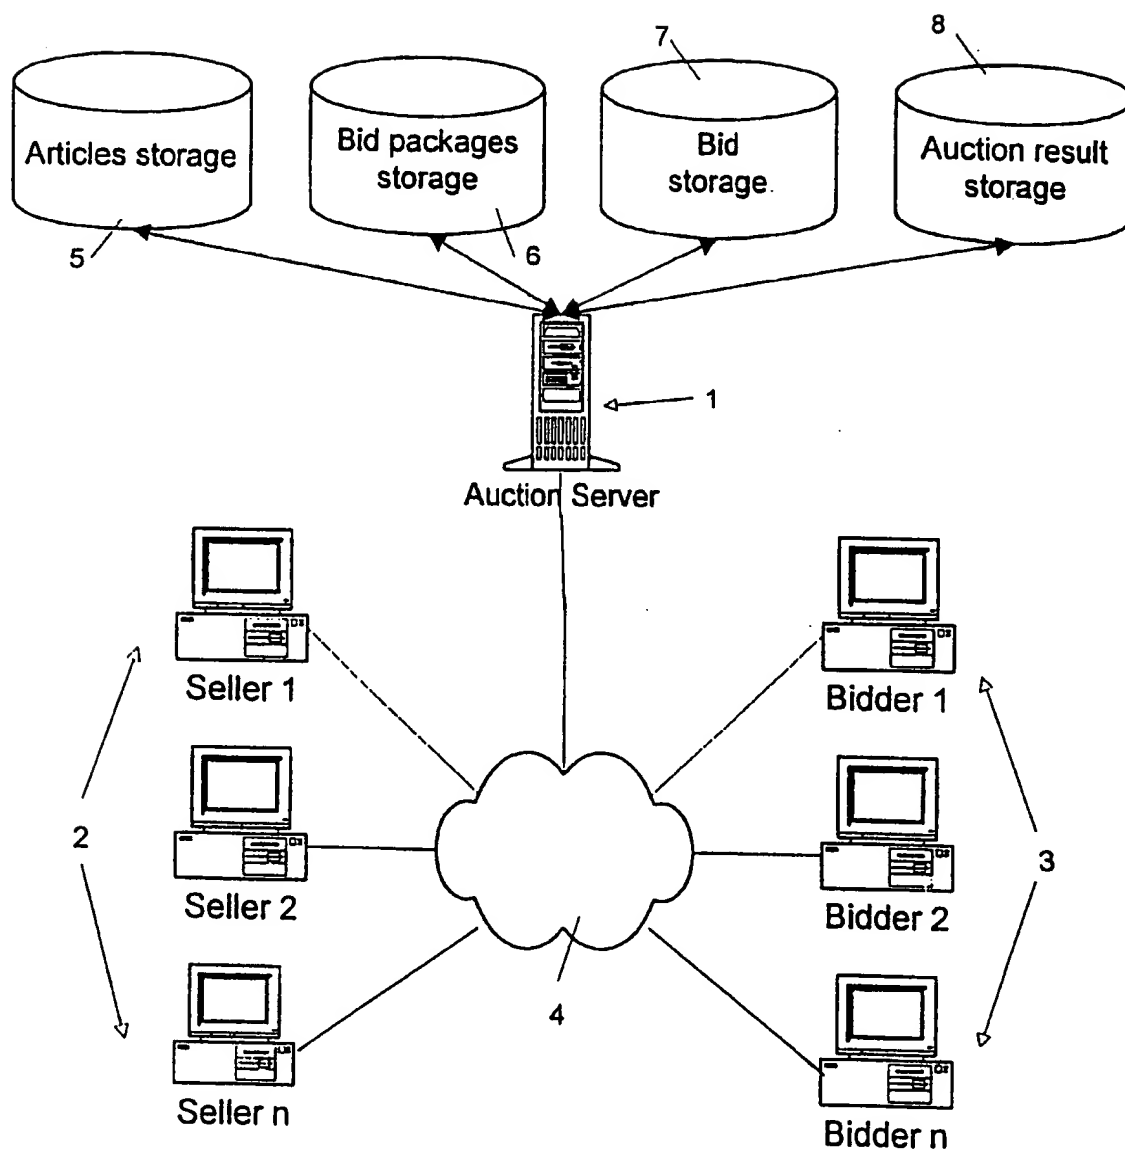 7
8
Articles storage
Bid packages
storage
Bid
storage
Auction result
storage
5
6
1
Auction Server
Seller 1
Bidder 1
2
3
Seller 2
Bidder 2
4
Seller n
Bidder n